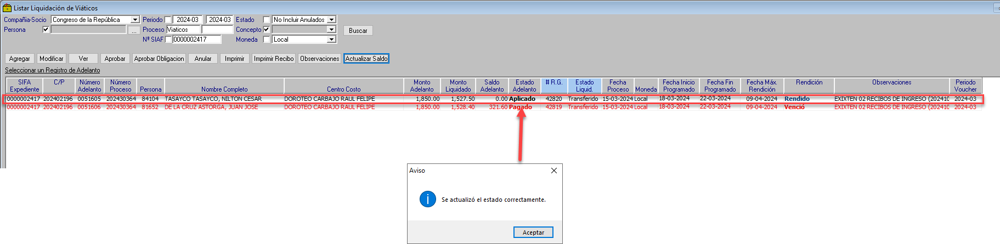 Listar Liquidación de Viáticos
Compañia-Socio Congreso de la República Periodo 2024-03 2024-03 Estado No Incluir Anulados
Persona ... Proceso Viaticos Concepto Buscar
Nº SIAF 0000002417 Moneda Local
Agregar Modificar Ver Aprobar Aprobar Obligacion Anular Imprimir Imprimir Recibo Observaciones Actualizar Saldo
Seleccionar un Registro de Adelanto
SIFA C/P Número Número Monto Monto Saldo Estado # R.G. Estado Fecha Fecha Inicio Fecha Fin Fecha Máx. Rendición Observaciones Periodo
Expediente Adelanto Proceso Persona Nombre Completo Centro Costo Adelanto Liquidado Adelanto Adelanto Liquid. Proceso Moneda Programado Programado Rendición Voucher
0000002417 202402196 0051605 202430364 84104 TASAYCO TASAYCO, NILTON CESAR DOROTEO CARBAJO RAUL FELIPE 1,850.00 1,527.50 0.00 Aplicado 42820 Transferido 15-03-2024 Local 18-03-2024 22-03-2024 09-04-2024 Rendido EXIXTEN 02 RECIBOS DE INGRESO (202410 2024-03
0000002417 202402196 0051606 202430364 81652 DE LA CRUZ ASTORGA, JUAN JOSE DOROTEO CARBAJO RAUL FELIPE 1,850.00 1,528.40 321.60 Pagado 42819 Transferido 15-03-2024 Local 18-03-2024 22-03-2024 09-04-2024 Venció EXIXTEN 02 RECIBOS DE INGRESO (202410 2024-03
Aviso
Se actualizó el estado correctamente.
Aceptar